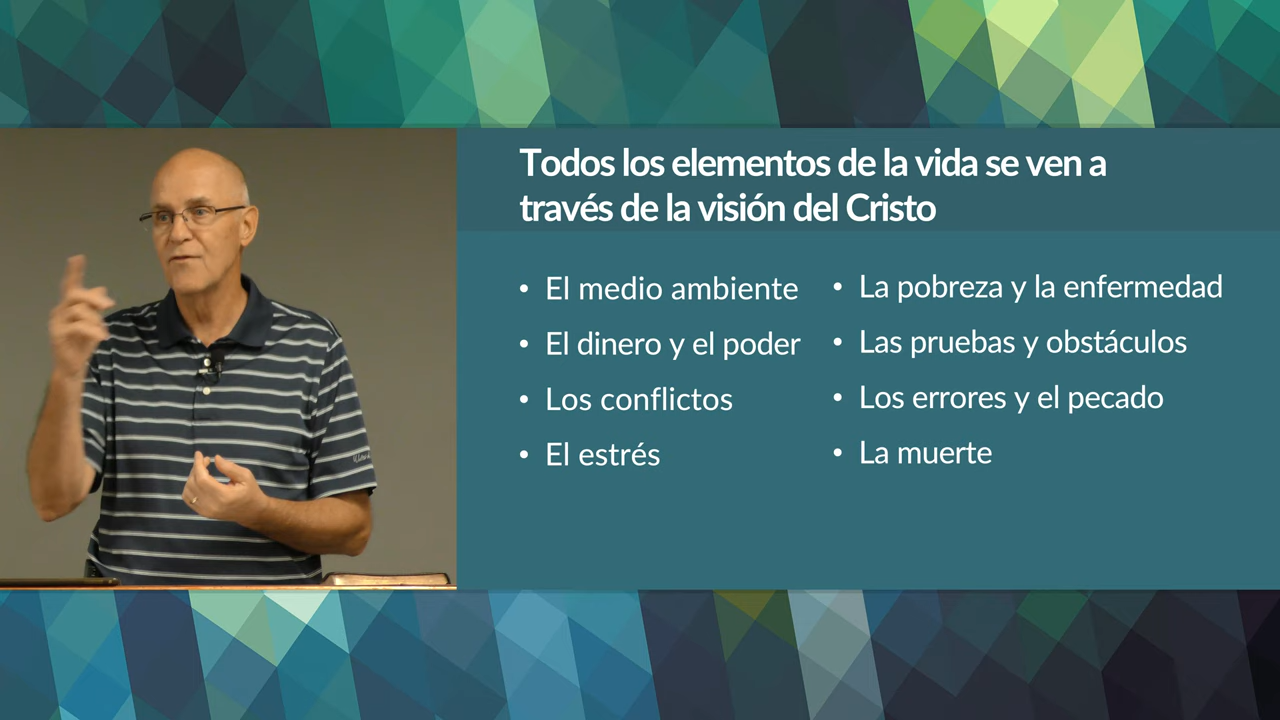 Todos los elementos de la vida se ven a
través de la visión del Cristo
• El medio ambiente
• El dinero y el poder
• Los conflictos
• El estrés
• La pobreza y la enfermedad
• Las pruebas y obstáculos
• Los errores y el pecado
• La muerte